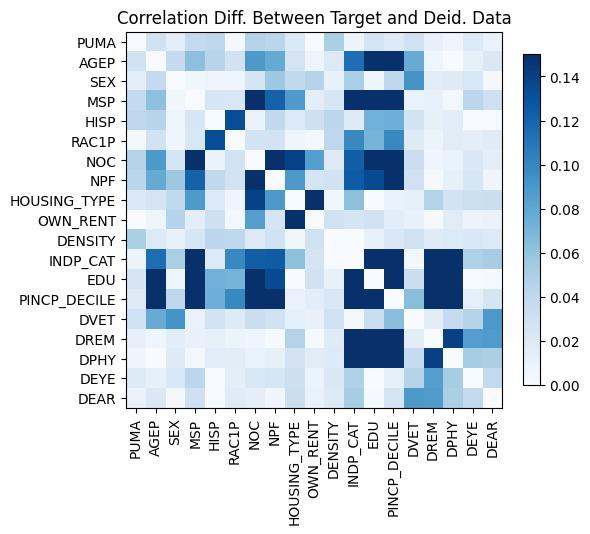 Correlation Diff. Between Target and Deid. Data
PUMA
AGEP
SEX
MSP
HISP
RAC1P
NOC
NPF
HOUSING_TYPE
OWN_RENT
DENSITY
INDP_CAT
EDU
PINCP_DECILE
DVET
DREM
DPHY
DEYE
DEAR
PUMA
AGEP
SEX
MSP
HISP
RAC1P
NOC
NPF
HOUSING_TYPE
OWN_RENT
DENSITY
INDP_CAT
EDU
PINCP_DECILE
DVET
DREM
DPHY
DEYE
DEAR
0.14
0.12
0.10
0.08
0.06
0.04
0.02
0.00